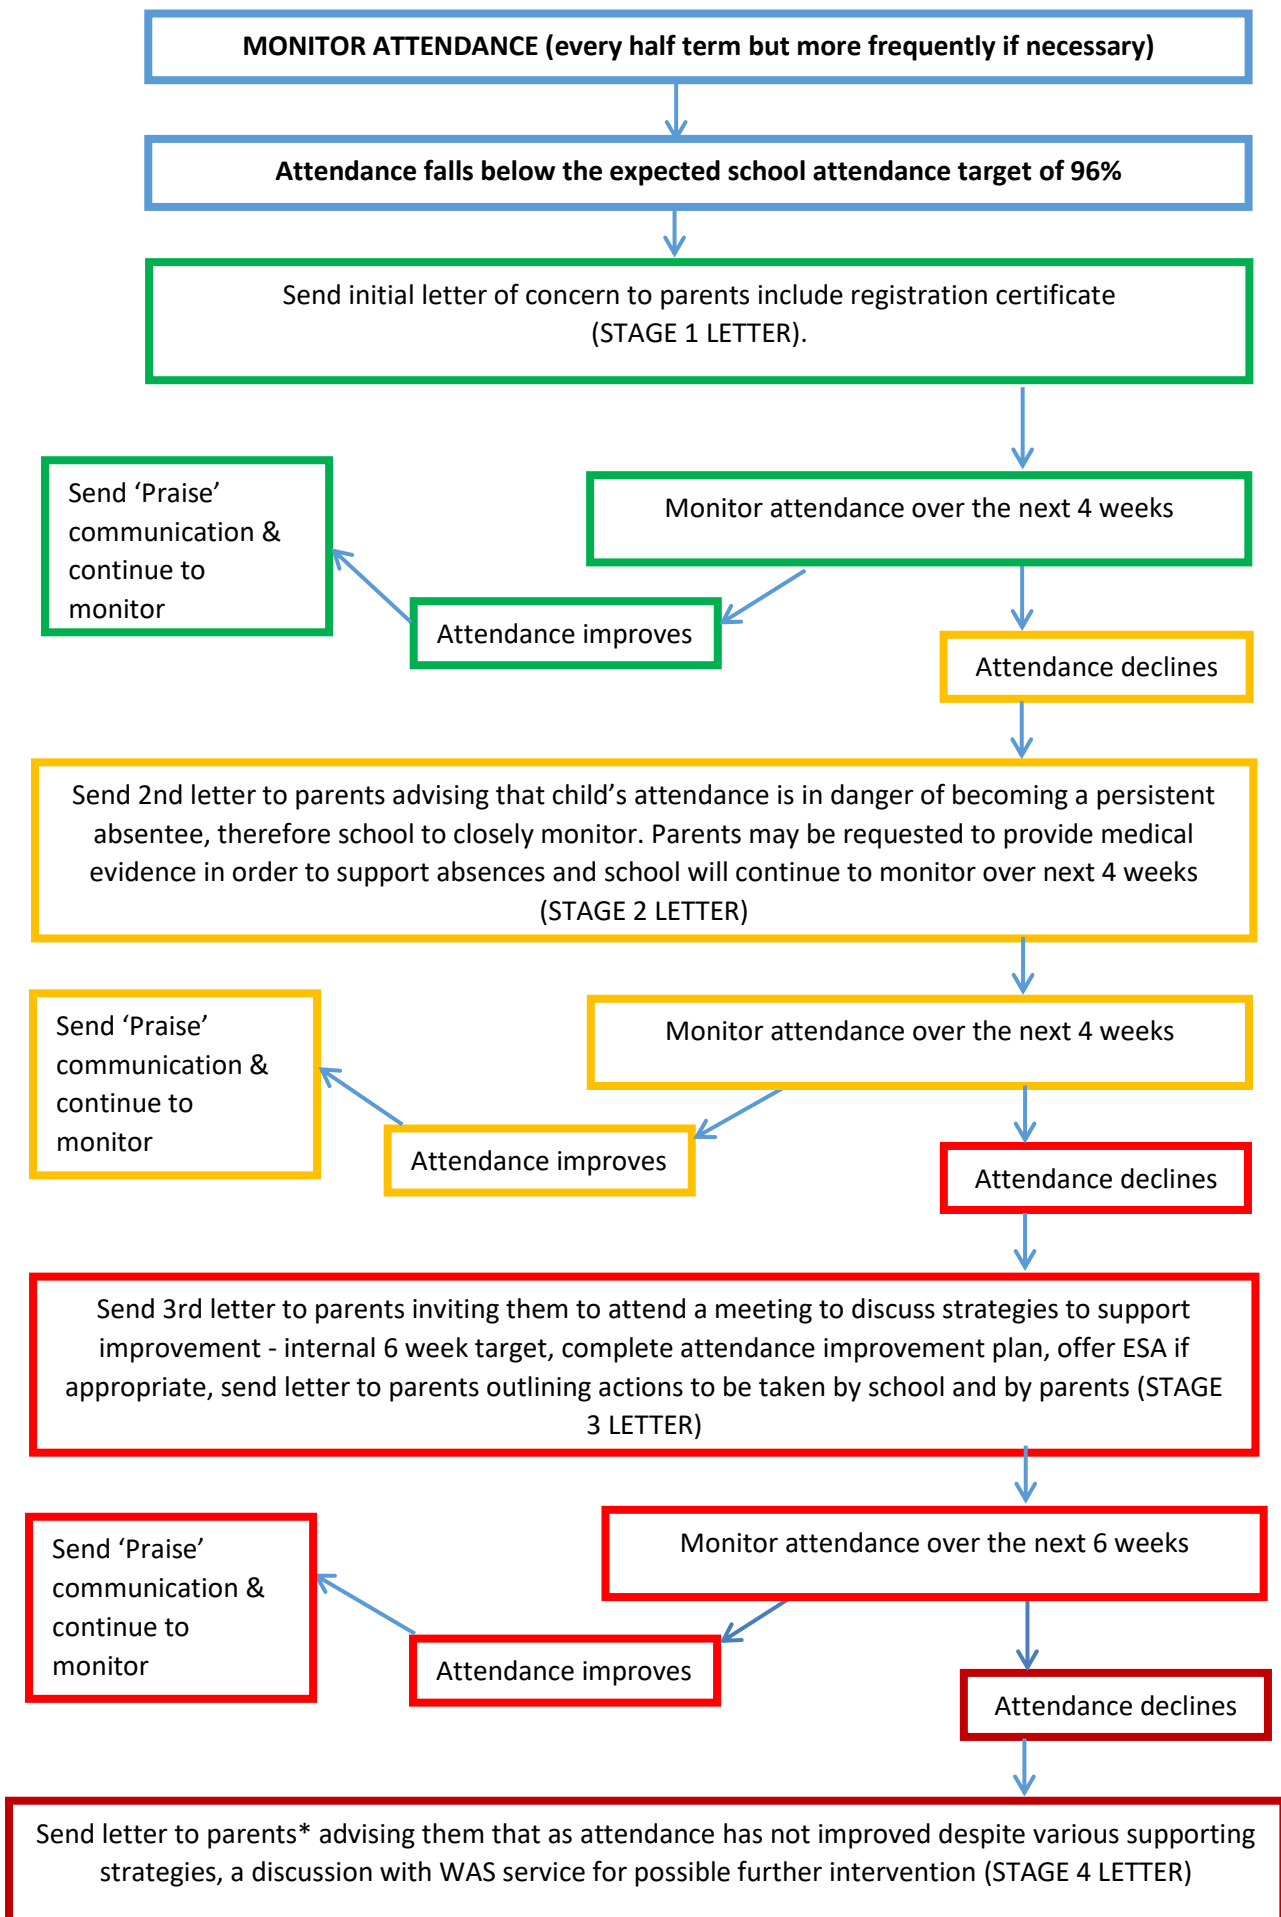 MONITOR ATTENDANCE (every half term but more frequently if necessary)
Attendance falls below the expected school attendance target of 96%
Send initial letter of concern to parents include registration certificate
(STAGE 1 LETTER).
Monitor attendance over the next 4 weeks
Send ‘Praise’
communication &
continue to
monitor
Attendance improves
Attendance declines
Send 2nd letter to parents advising that child’s attendance is in danger of becoming a persistent
absentee, therefore school to closely monitor. Parents may be requested to provide medical
evidence in order to support absences and school will continue to monitor over next 4 weeks
(STAGE 2 LETTER)
Monitor attendance over the next 4 weeks
Send ‘Praise’
communication &
continue to
monitor
Attendance improves
Attendance declines
Send 3rd letter to parents inviting them to attend a meeting to discuss strategies to support
improvement - internal 6 week target, complete attendance improvement plan, offer ESA if
appropriate, send letter to parents outlining actions to be taken by school and by parents (STAGE
3 LETTER)
Monitor attendance over the next 6 weeks
Send ‘Praise’
communication &
continue to
monitor
Attendance improves
Attendance declines
Send letter to parents* advising them that as attendance has not improved despite various supporting
strategies, a discussion with WAS service for possible further intervention (STAGE 4 LETTER)